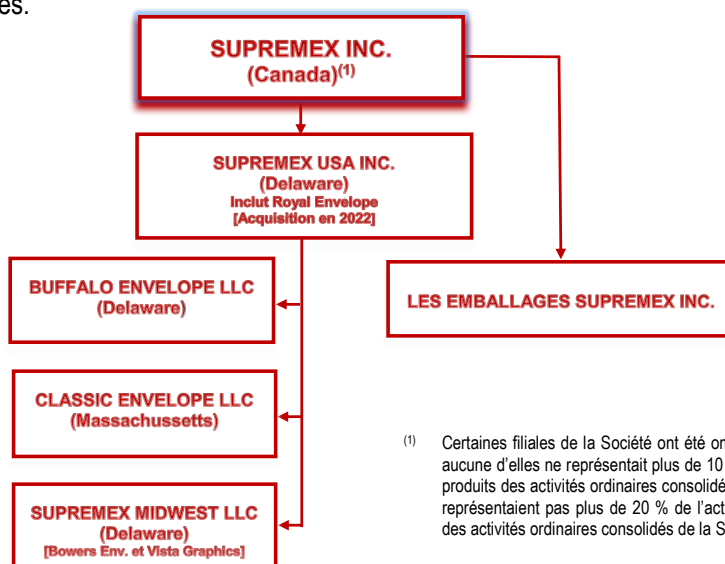 es.
SUPREMEX INC.
(Canada)(1)
SUPREMEX USA INC.
(Delaware)
Inclut Royal Envelope
[Acquisition en 2022]
BUFFALO ENVELOPE LLC
(Delaware)
LES EMBALLAGES SUPREMEX INC.
CLASSIC ENVELOPE LLC
(Massachussetts)
SUPREMEX MIDWEST LLC
(Delaware)
[Bowers Env. et Vista Graphics]
(1) Certaines filiales de la Société ont été
aucune d'elles ne représentait plus de 10
produits des activités ordinaires
représentaient pas plus de 20 % de
des activités ordinaires consolidés de la